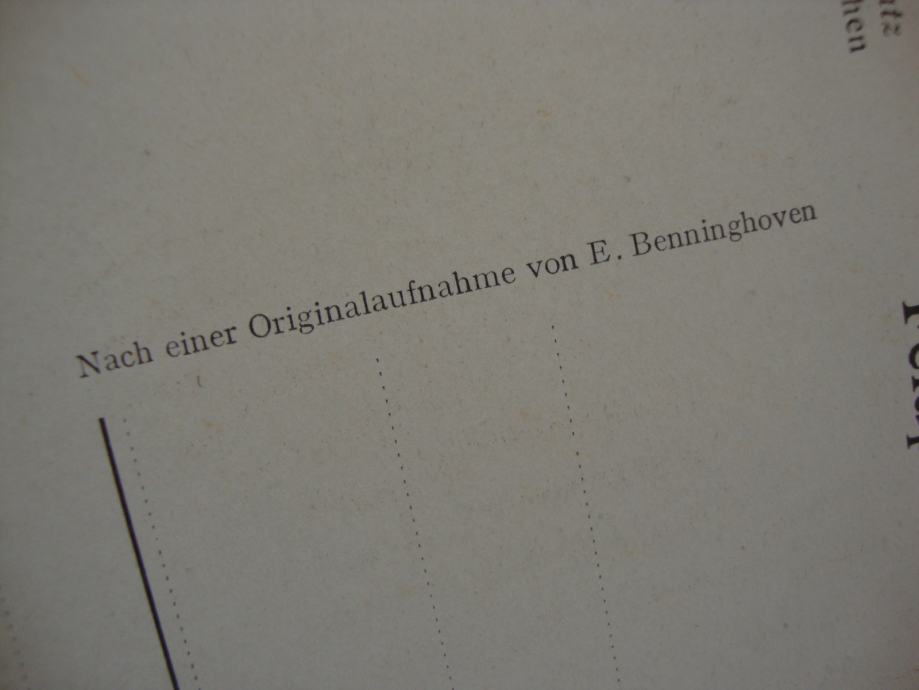 Nach einer Originalaufnahme von E. Benninghoven